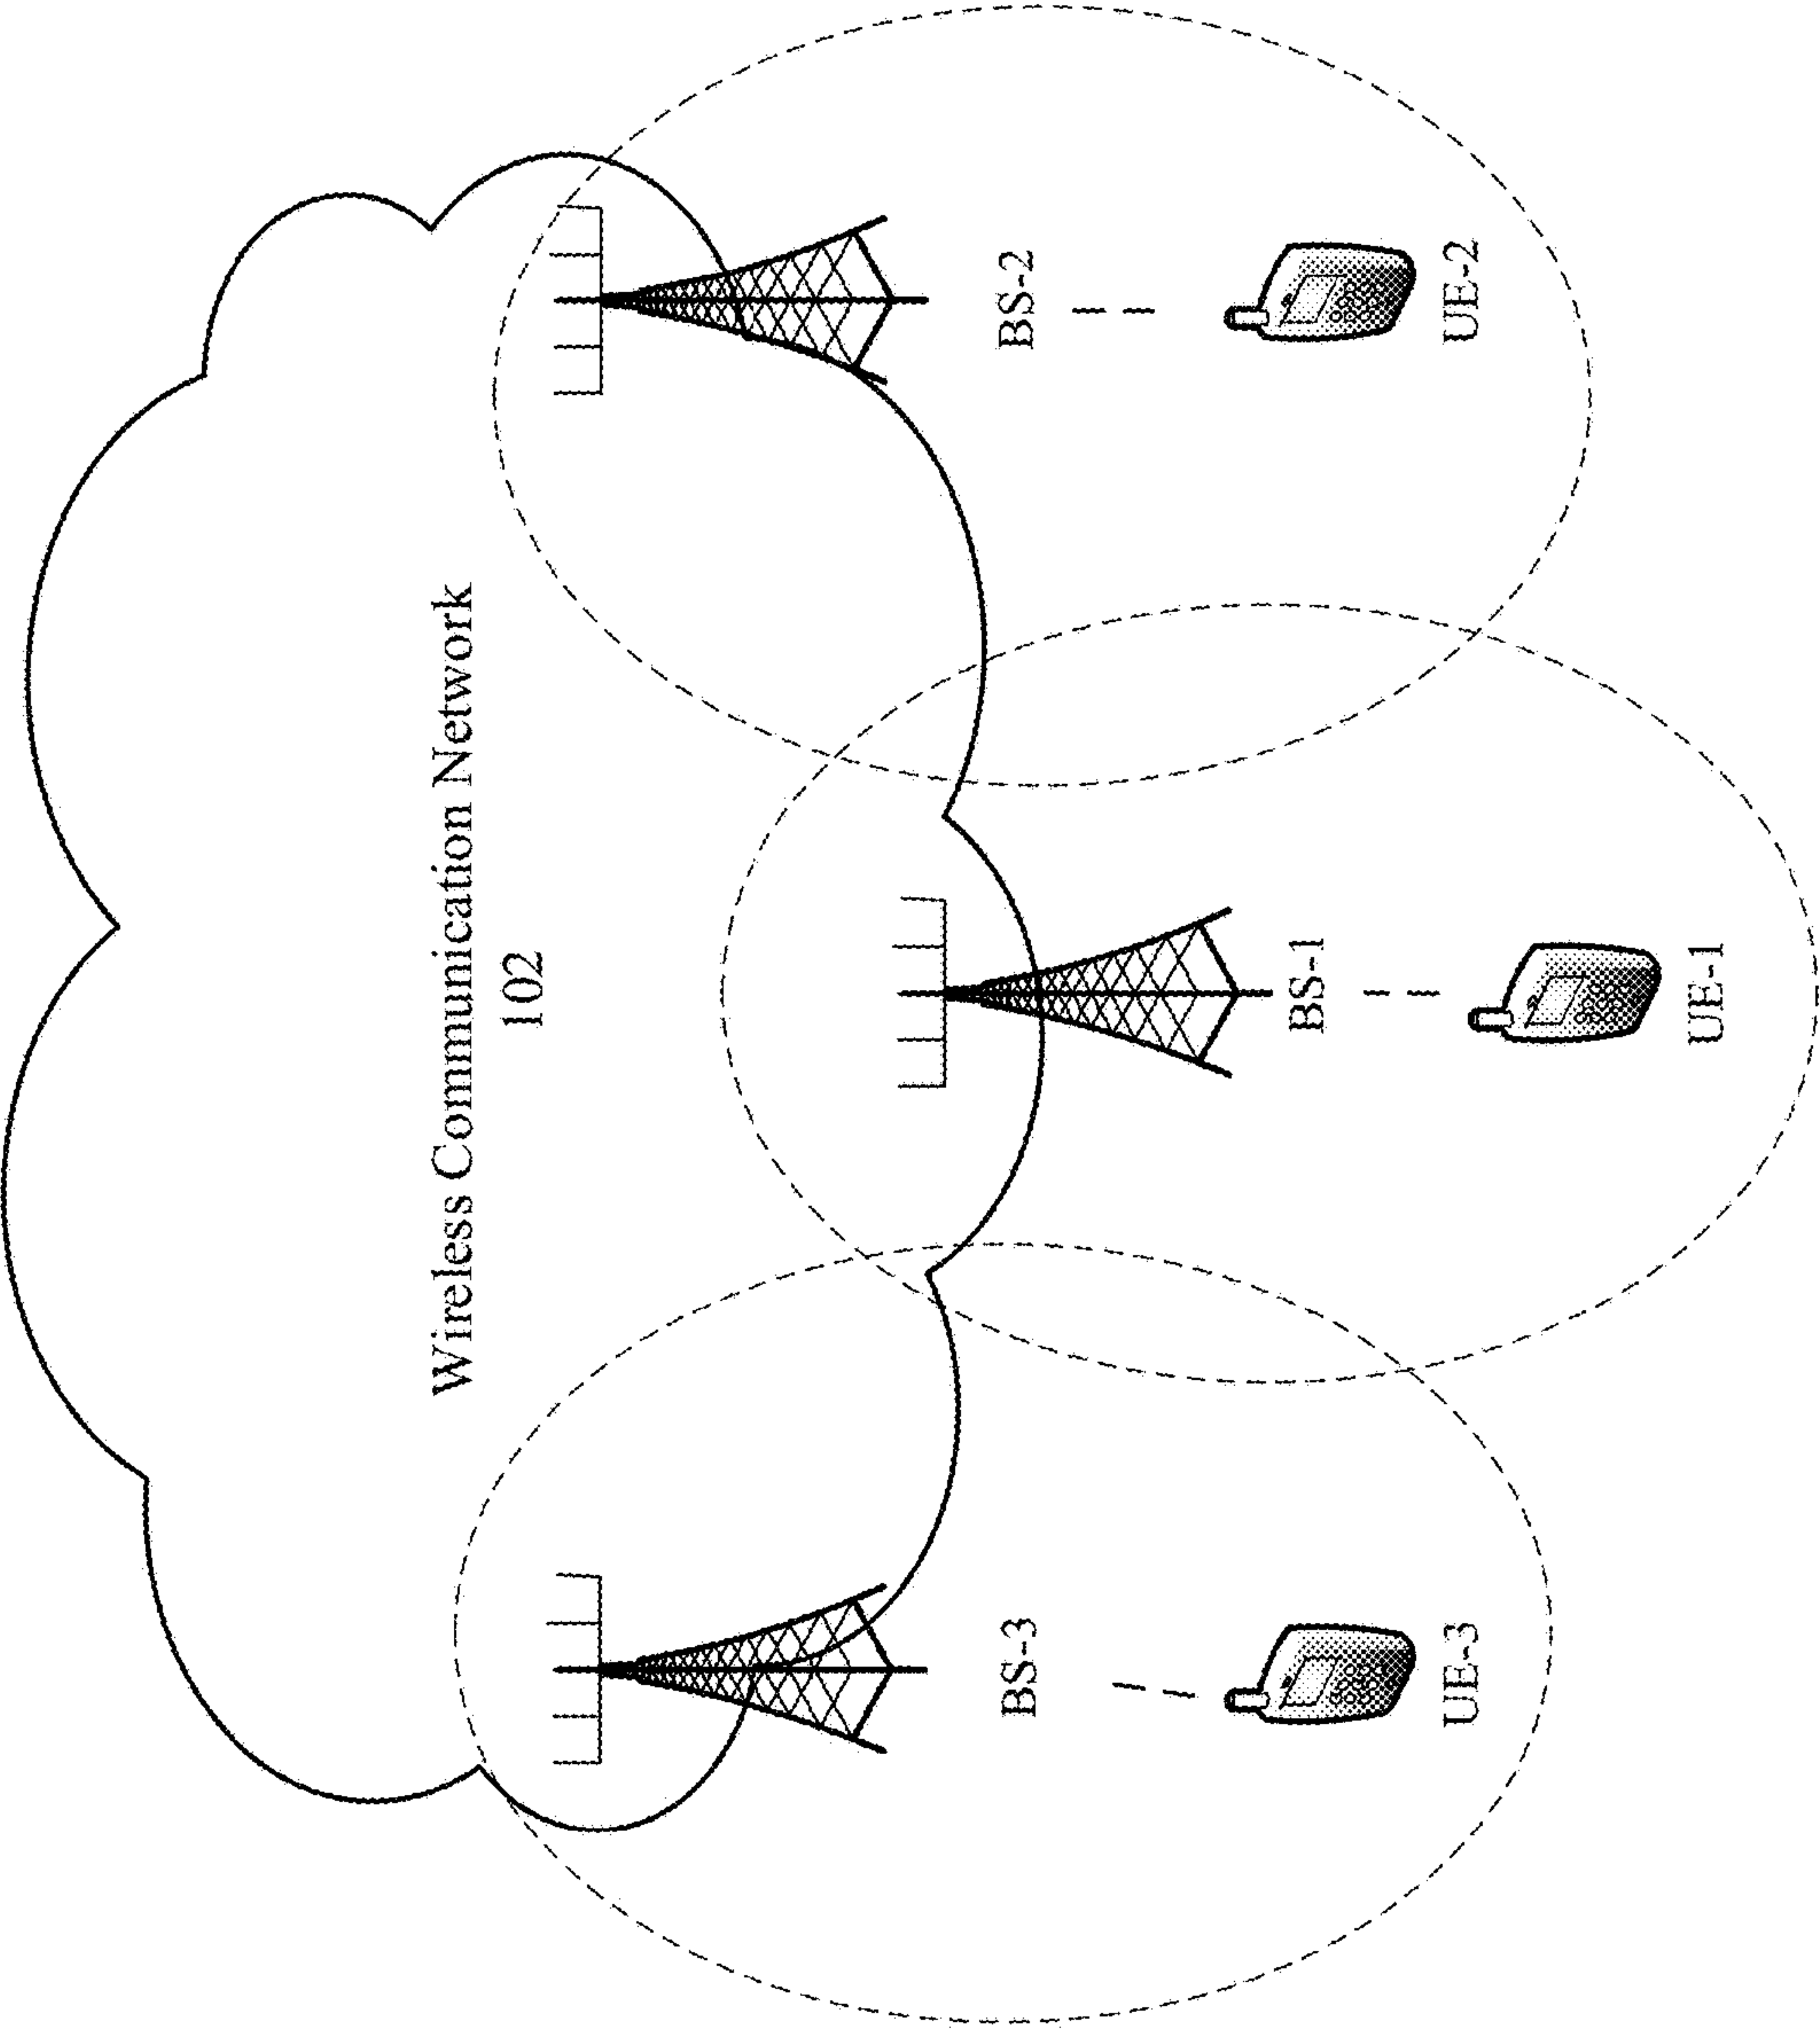 Wireless Communication Network
102
BS-3
BS-1
BS-2
UE-3
UE-1
UE-2